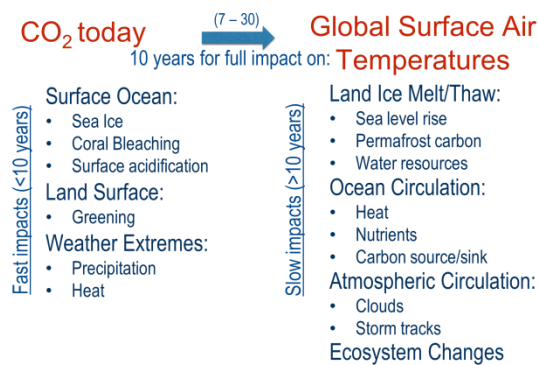 CO₂ today
(7 – 30)
10 years for full impact on:
Global Surface Air
Temperatures
Fast impacts (<10 years)
Surface Ocean:
• Sea Ice
• Coral Bleaching
• Surface acidification
Land Surface:
• Greening
Weather Extremes:
• Precipitation
• Heat
Slow impacts (>10 years)
Land Ice Melt/Thaw:
• Sea level rise
• Permafrost carbon
• Water resources
Ocean Circulation:
• Heat
• Nutrients
• Carbon source/sink
Atmospheric Circulation:
• Clouds
• Storm tracks
Ecosystem Changes